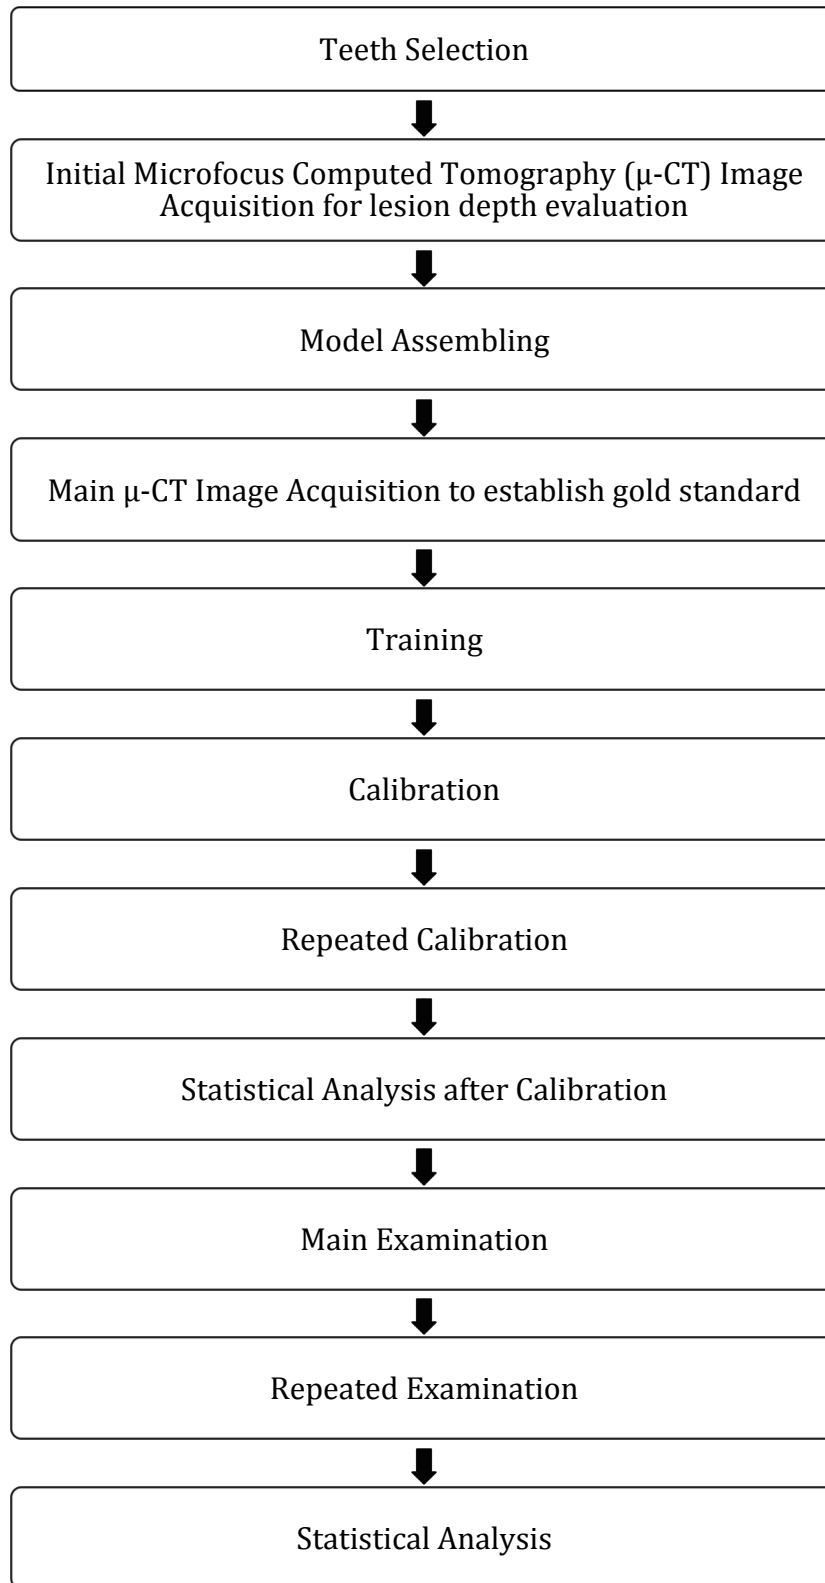 Teeth Selection
Initial Microfocus Computed Tomography (μ-CT) Image
Acquisition for lesion depth evaluation
Model Assembling
Main μ-CT Image Acquisition to establish gold standard
Training
Calibration
Repeated Calibration
Statistical Analysis after Calibration
Main Examination
Repeated Examination
Statistical Analysis